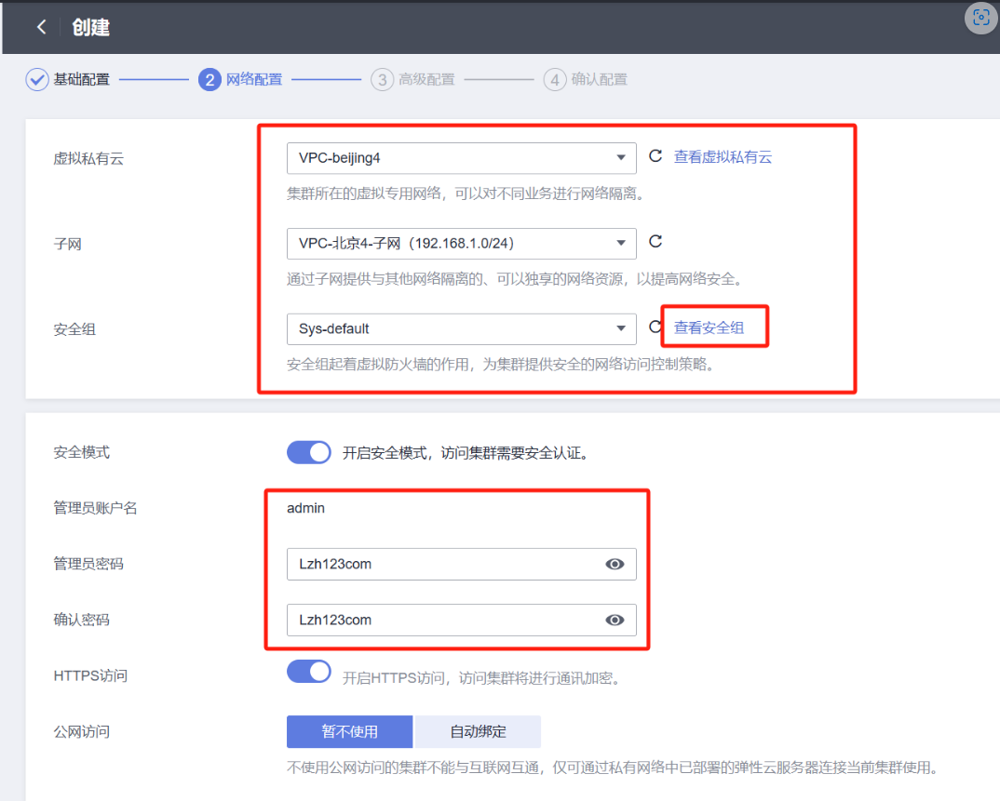 创建
基础配置 2 网络配置 3 高级配置 4 确认配置
虚拟私有云 VPC-beijing4 查看虚拟私有云
集群所在的虚拟专用网络，可以对不同业务进行网络隔离。
子网 VPC-北京4-子网（192.168.1.0/24）
通过子网提供与其他网络隔离的、可以独享的网络资源，以提高网络安全。
安全组 Sys-default 查看安全组
安全组起着虚拟防火墙的作用，为集群提供安全的网络访问控制策略。
安全模式 开启安全模式，访问集群需要安全认证。
管理员账户名 admin
管理员密码 Lzh123com
确认密码 Lzh123com
HTTPS访问 开启HTTPS访问，访问集群将进行通讯加密。
公网访问 暂不使用 自动绑定
不使用公网访问的集群不能与互联网互通，仅可通过私有网络中已部署的弹性云服务器连接当前集群使用。